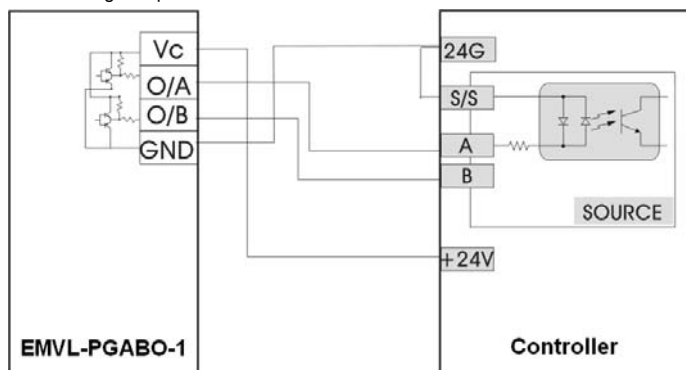 Vc
O/A
O/B
GND
24G
S/S
A
B
SOURCE
+24V
EMVL-PGABO-1
Controller